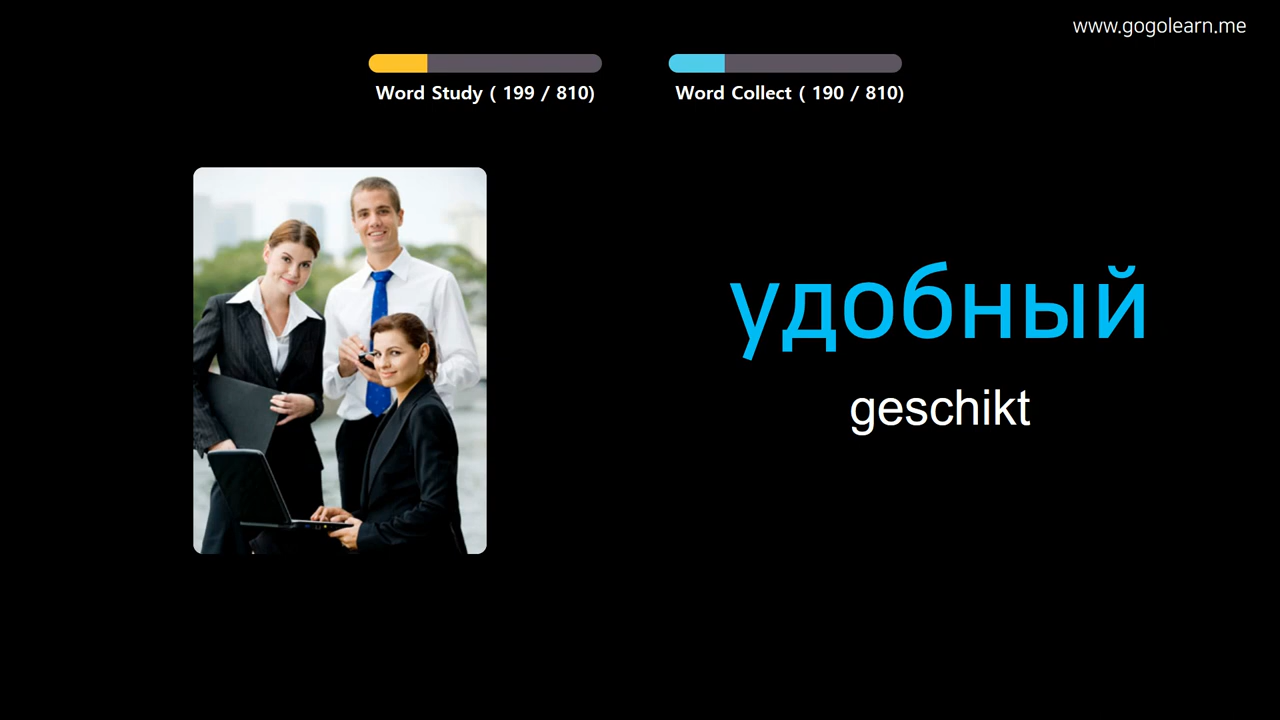 www.gogolearn.me
Word Study ( 199 / 810)
Word Collect ( 190 / 810)
удобный
geschikt